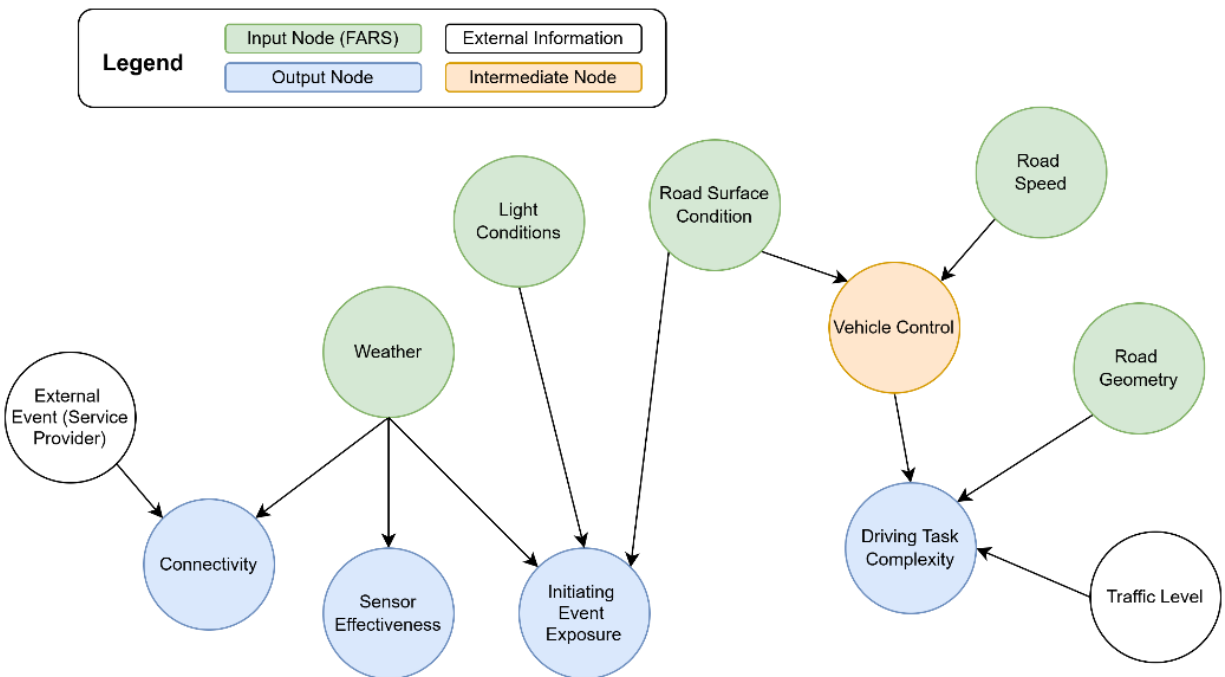 Legend
Input Node (FARS)
External Information
Output Node
Intermediate Node
Road
Speed
Road Surface
Condition
Light
Conditions
Vehicle Control
Weather
Road
Geometry
External
Event (Service
Provider)
Connectivity
Driving Task
Complexity
Sensor
Effectiveness
Initiating
Event
Exposure
Traffic Level